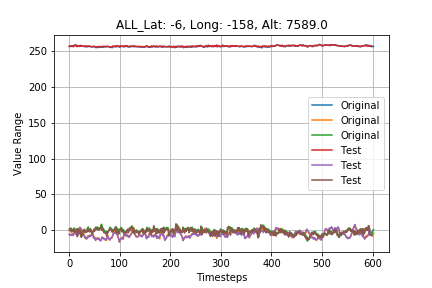 ALL_Lat: -6, Long: -158, Alt: 7589.0
250
200
150
100
50
0
Value Range
Original
Original
Original
Test
Test
Test
0 100 200 300 400 500 600
Timesteps